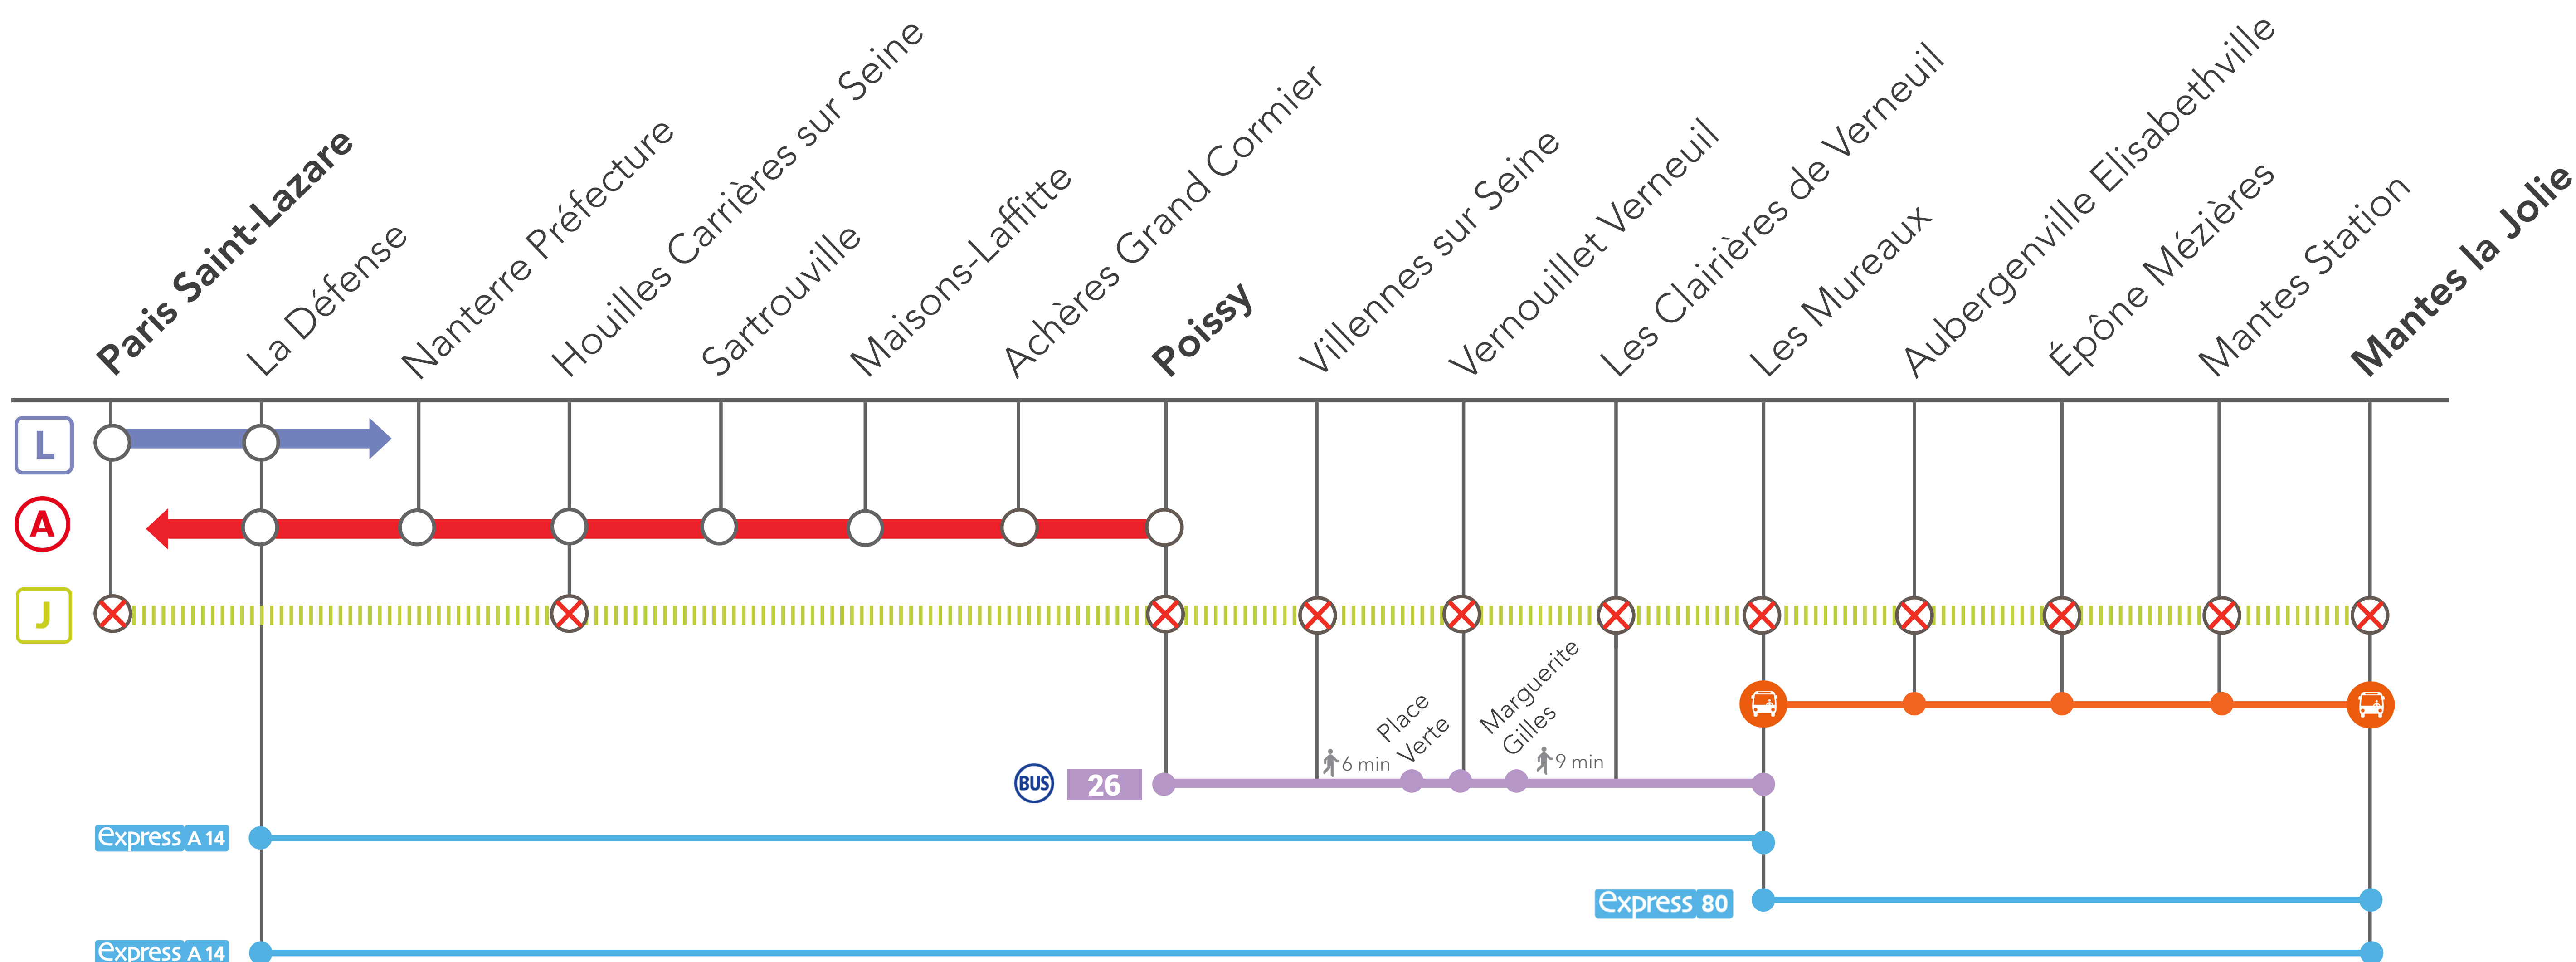 Paris Saint-Lazare
La Défense
Nanterre Préfecture
Houilles Carrières sur Seine
Sartrouville
Maisons-Laffitte
Achères Grand Cormier
Poissy
Villennes sur Seine
Vernouillet Verneuil
Les Clairières de Verneuil
Les Mureaux
Aubergenville Elisabethville
Épône Mézières
Mantes Station
Mantes la Jolie
L
A
J
Place
Verte
Marguerite
Gilles
6 min
9 min
BUS 26
express A 14
express 80
express A 14